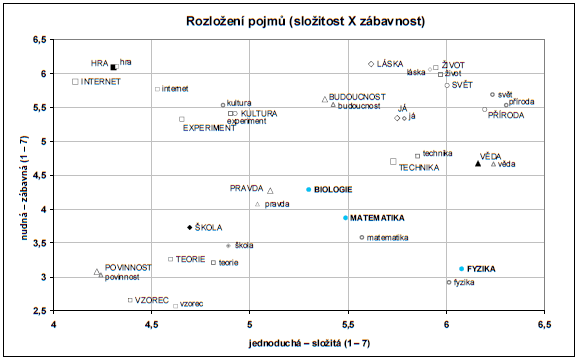 Rozložení pojmů (složitost X zábavnost)
6,5
HRA hra
LÁSKA
ŽIVOT
láska
život
6
INTERNET
internet
SVĚT
svět
BUDOUCNOST
kultura
budoucnost
příroda
5,5
KULTURA
JÁ
PŘÍRODA
experiment
já
EXPERIMENT
5
technika
VĚDA
TECHNIKA
věda
4,5
PRAVDA
BIOLOGIE
pravda
4
MATEMATIKA
ŠKOLA
matematika
3,5
škola
TEORIE
teorie
POVINNOST
FYZIKA
povinnost
3
fyzika
VZOREC
vzorec
2,5
4
4,5
5
5,5
6
6,5
nudná – zábavná (1 – 7)
jednoduchá – složitá (1 – 7)